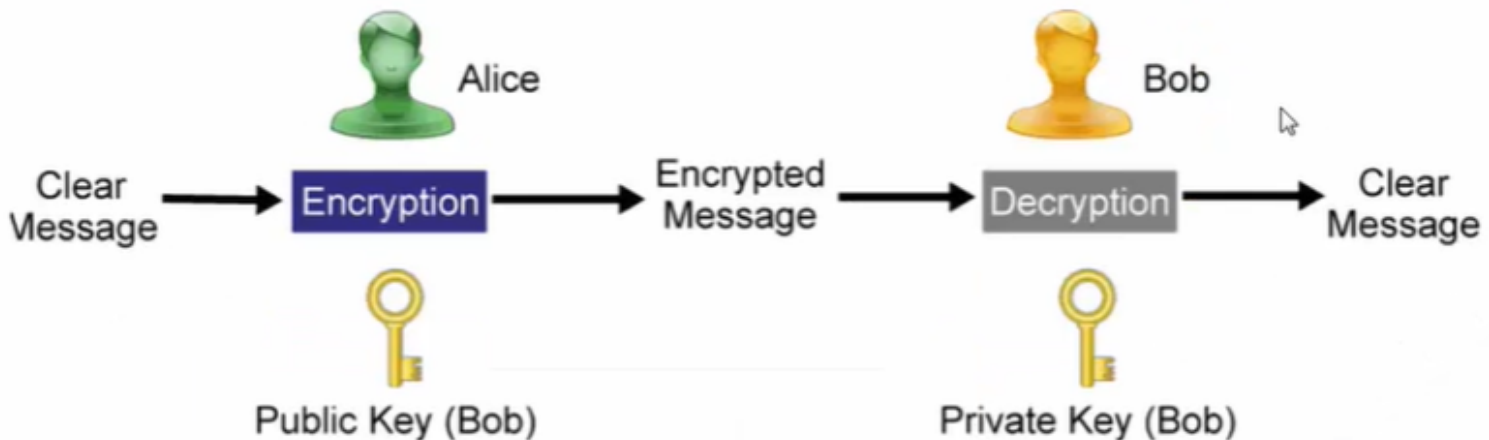 Alice
Bob
Clear
Message
Encryption
Encrypted
Message
Decryption
Clear
Message
Public Key (Bob)
Private Key (Bob)